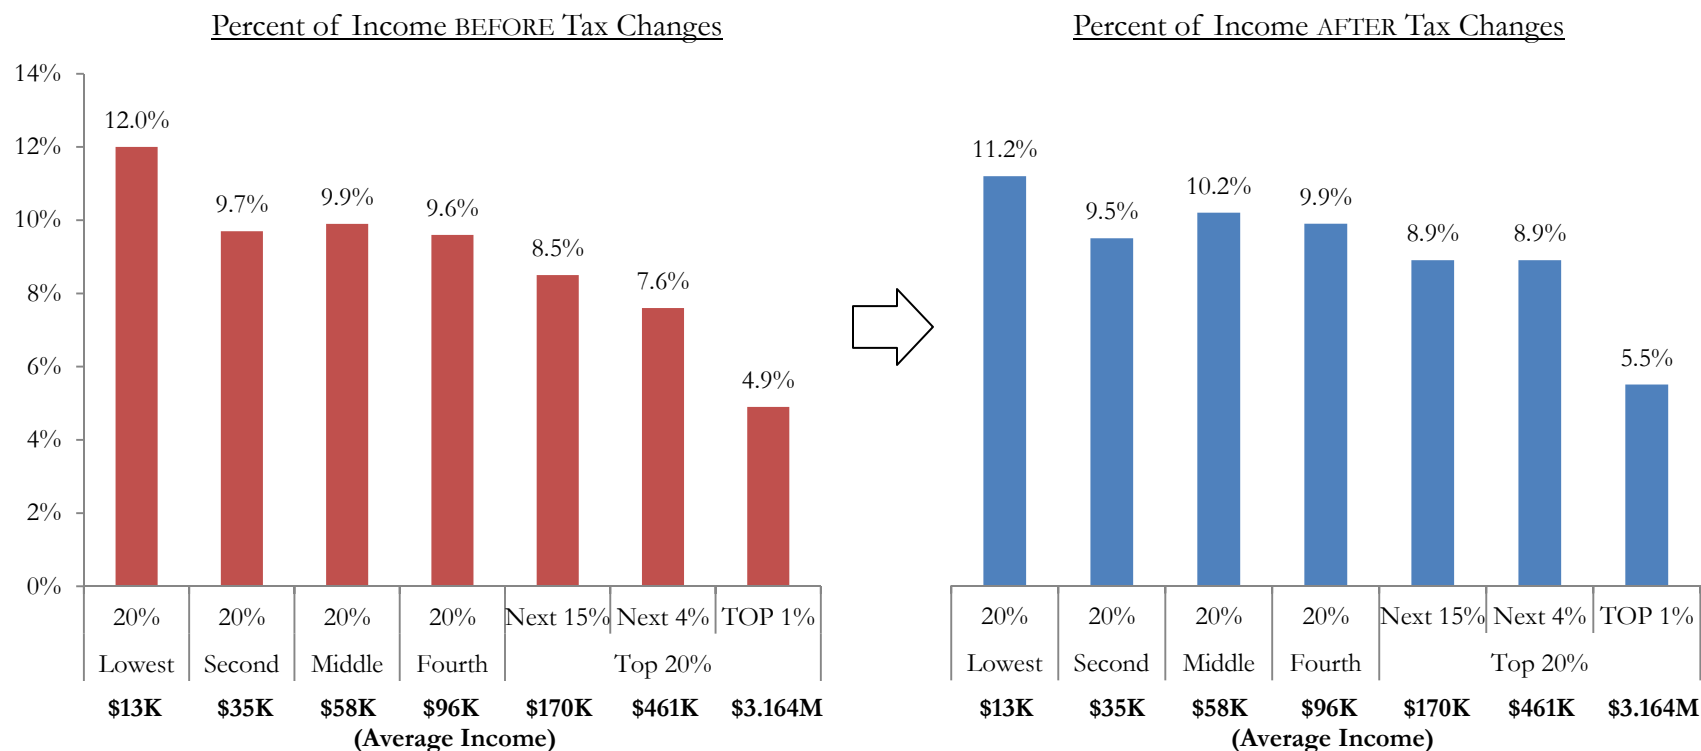 Percent of Income BEFORE Tax Changes
14%
12%
10%
8%
6%
4%
2%
0%
12.0%
9.7%
9.9%
9.6%
8.5%
7.6%
4.9%
20% 20% 20% 20% Next 15% Next 4% TOP 1%
Lowest Second Middle Fourth Top 20%
$13K $35K $58K $96K $170K $461K $3.164M
(Average Income)
Percent of Income AFTER Tax Changes
11.2%
9.5%
10.2%
9.9%
8.9%
8.9%
5.5%
20% 20% 20% 20% Next 15% Next 4% TOP 1%
Lowest Second Middle Fourth Top 20%
$13K $35K $58K $96K $170K $461K $3.164M
(Average Income)